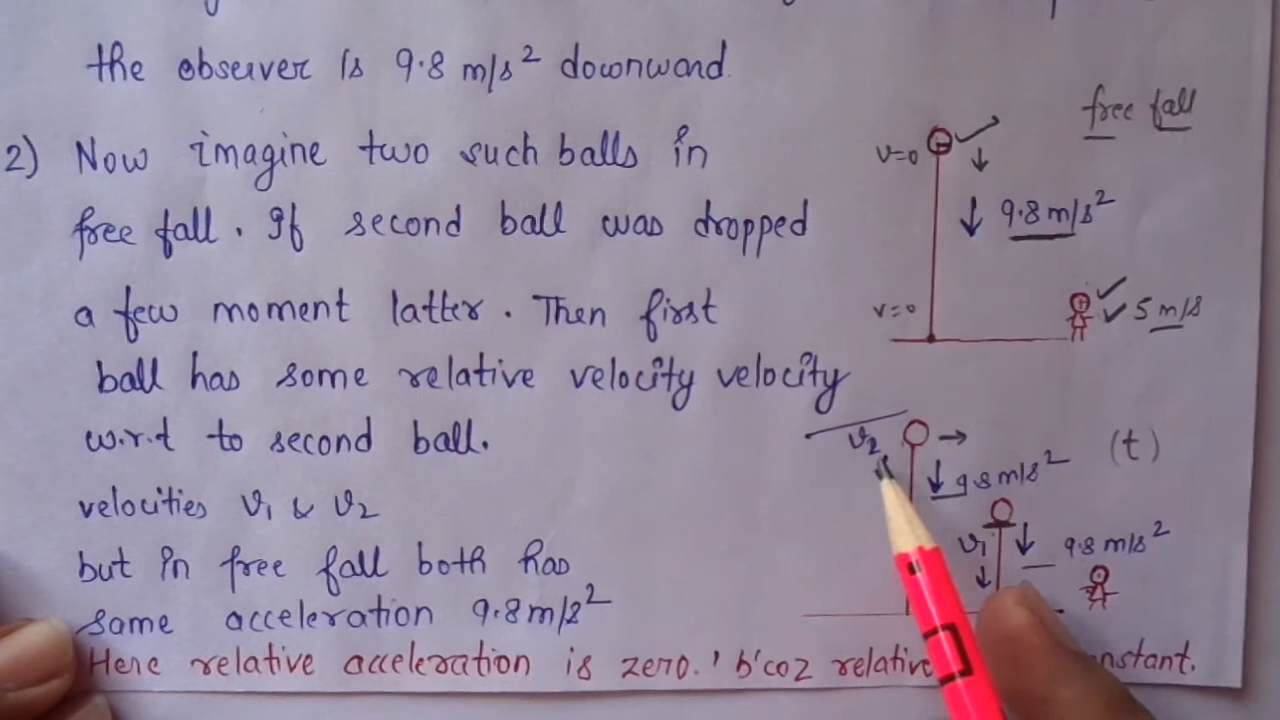 the observer is 9.8 m/s² downward.
2) Now imagine two such balls in
free fall. If second ball was dropped
a few moment latter. Then first
ball has some relative velocity velocity
w.r.t to second ball.
velocities v₁ & v₂
but in free fall both has
same acceleration 9.8 m/s²
Here relative acceleration is zero. 'b'coz relative nstant.
free fall
v=0
9.8 m/s²
v=0
5 m/s
v₂
(t)
9.8 m/s²
v₁
9.8 m/s²